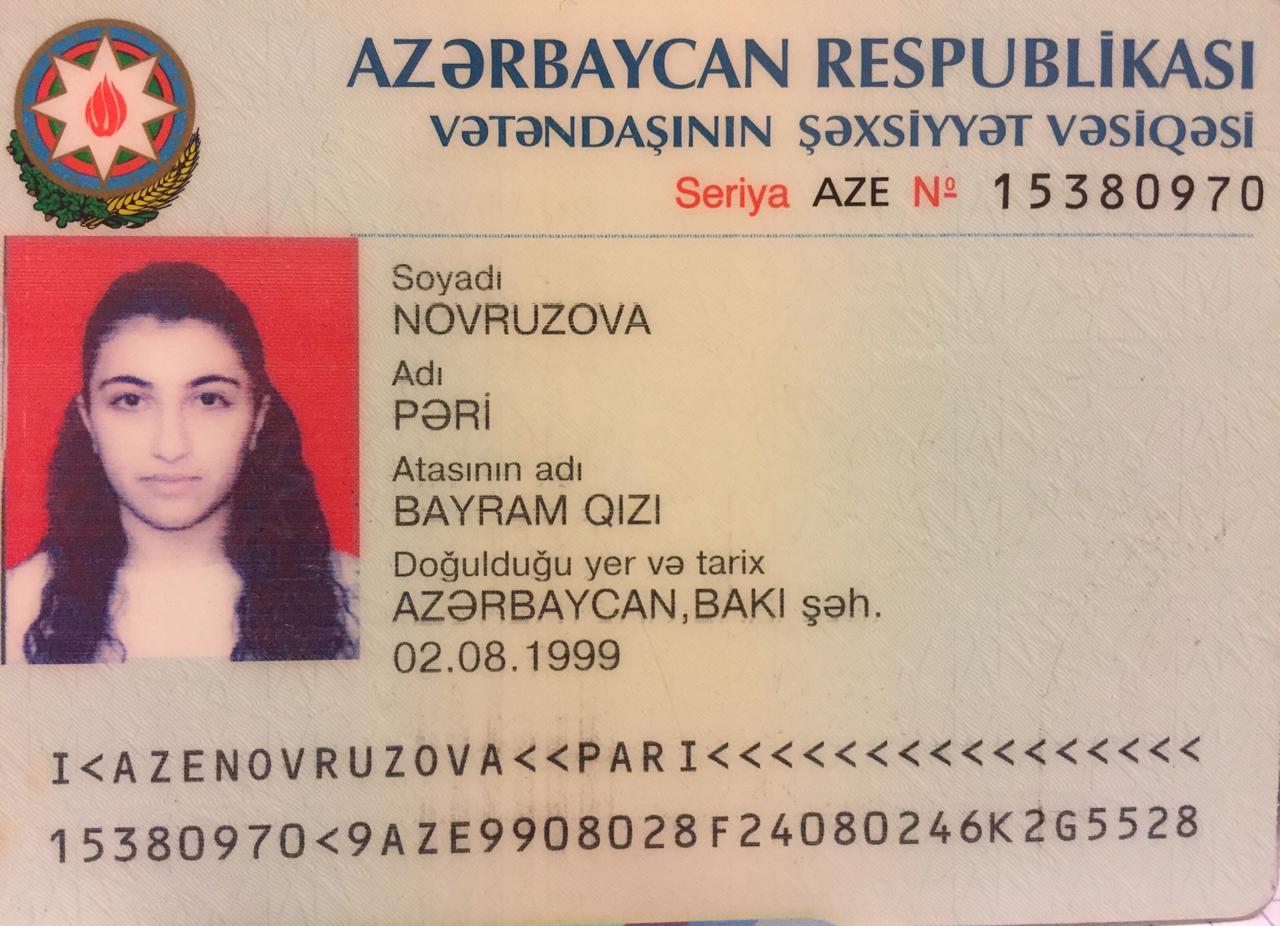 AZƏRBAYCAN RESPUBLİKASI
VƏTƏNDAŞININ ŞƏXSİYYƏT VƏSİQƏSİ
Seriya AZE № 15380970
Soyadı
NOVRUZOVA
Adı
PƏRİ
Atasının adı
BAYRAM QIZI
Doğulduğu yer və tarix
AZƏRBAYCAN,BAKI şəh.
02.08.1999
I<AZENOVRUZOVA<<PARI<<<<<<<<<<<<<<<<
15380970<9AZE9908028F24080246K2G5528